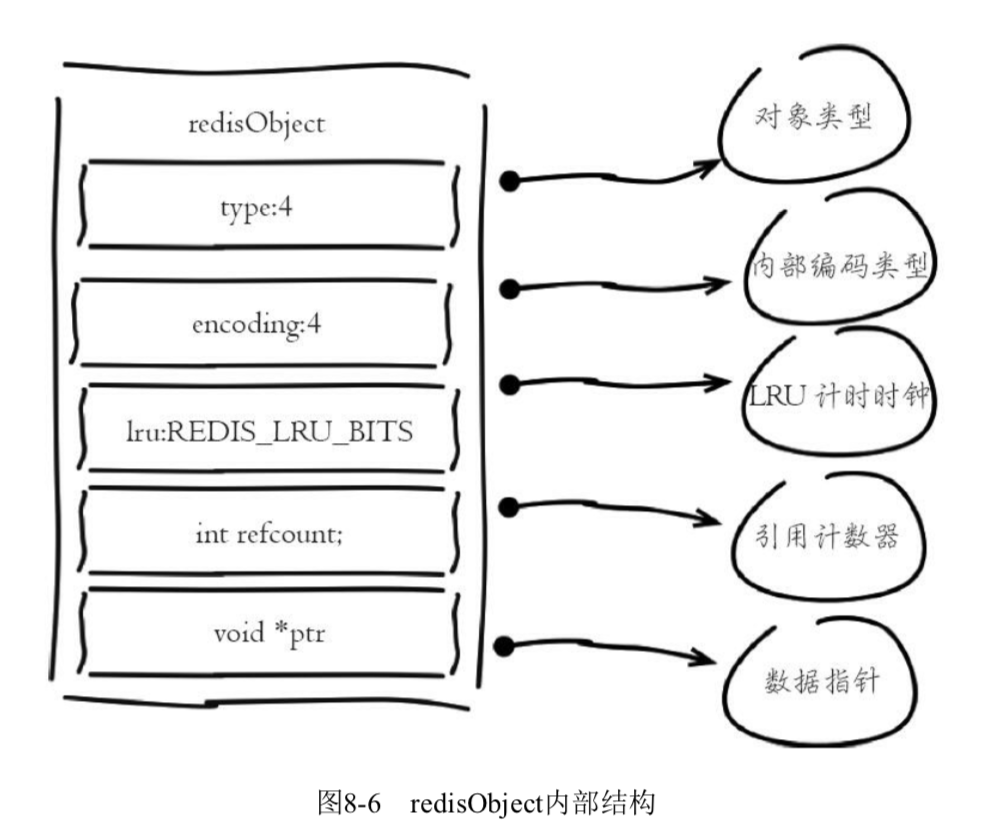 redisObject
type:4
对象类型
encoding:4
内部编码类型
lru:REDIS_LRU_BITS
LRU 计时时钟
int refcount;
引用计数器
void *ptr
数据指针
图8-6 redisObject内部结构